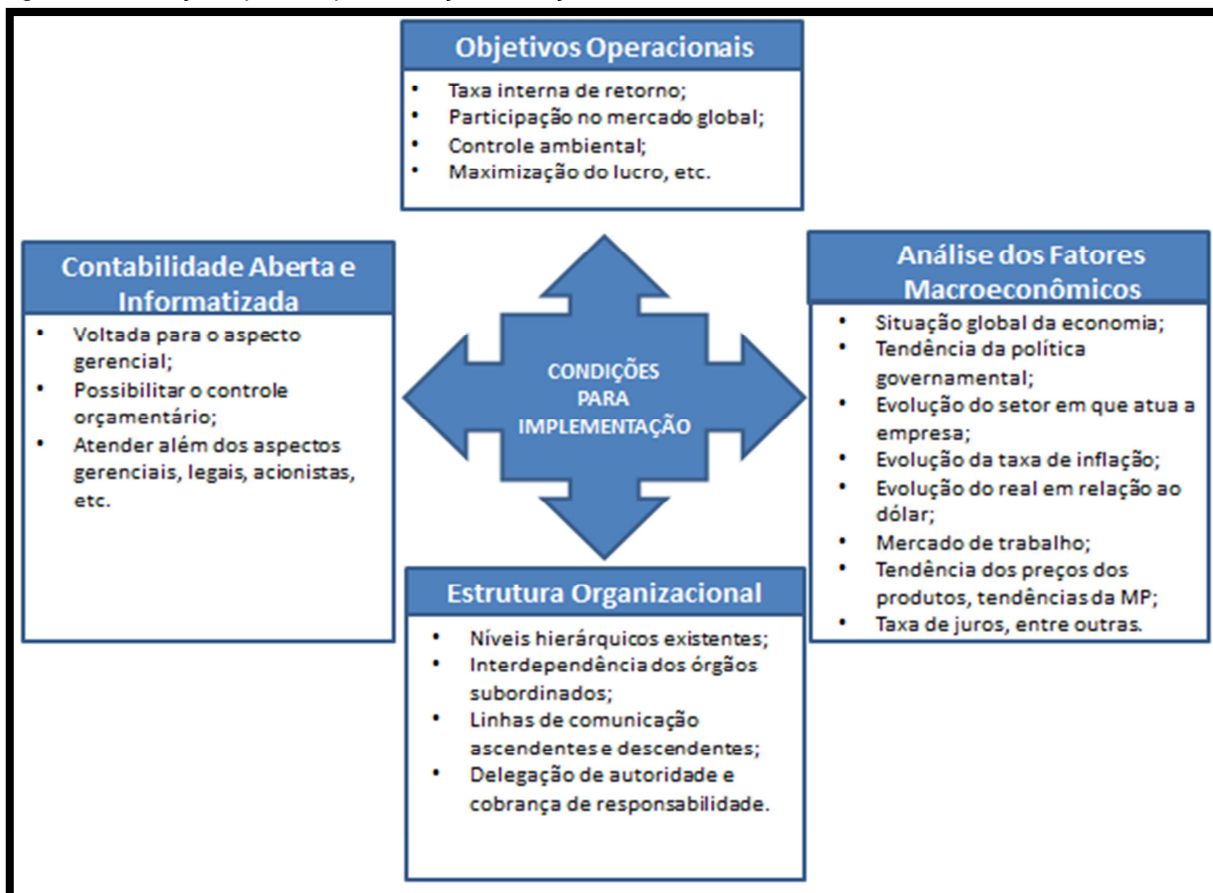 Objetivos Operacionais
• Taxa interna de retorno;
• Participação no mercado global;
• Controle ambiental;
• Maximização do lucro, etc.
Contabilidade Aberta e
Informatizada
• Voltada para o aspecto
gerencial;
• Possibilitar o controle
orçamentário;
• Atender além dos aspectos
gerenciais, legais, acionistas,
etc.
CONDIÇÕES
PARA
IMPLEMENTAÇÃO
Análise dos Fatores
Macroeconômicos
• Situação global da economia;
• Tendência da política
governamental;
• Evolução do setor em que atua a
empresa;
• Evolução da taxa de inflação;
• Evolução do real em relação ao
dólar;
• Mercado de trabalho;
• Tendência dos preços dos
produtos, tendências da MP;
• Taxa de juros, entre outras.
Estrutura Organizacional
• Níveis hierárquicos existentes;
• Interdependência dos órgãos
subordinados;
• Linhas de comunicação
ascendentes e descendentes;
• Delegação de autoridade e
cobrança de responsabilidade.